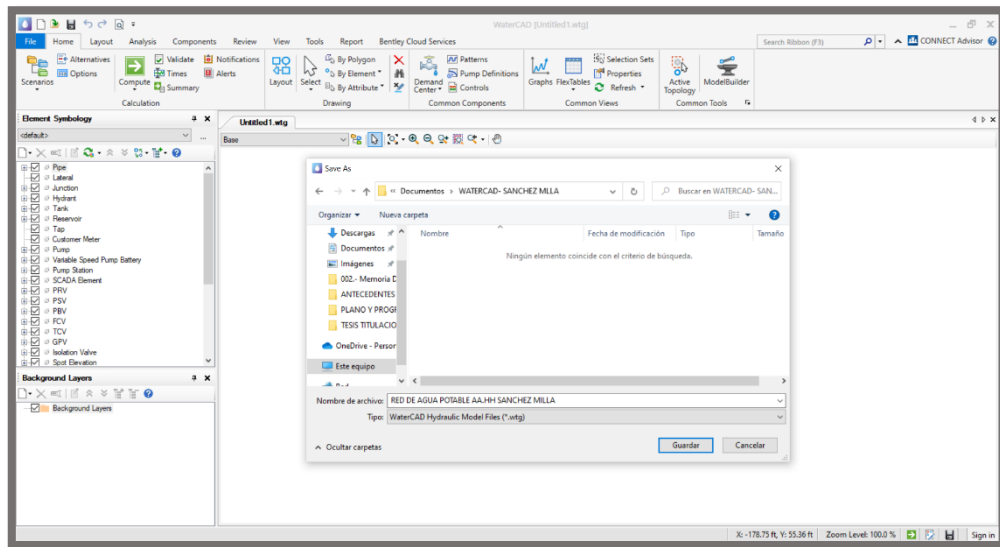 WaterCAD [Untitled1.wtg]
File Home Layout Analysis Components Review View Tools Report Bentley Cloud Services Search Ribbon (F3) CONNECT Advisor
Scenarios
Alternatives
Options
Compute
Validate
Times
Summary
Notifications
Alerts
Calculation
Layout
Select
By Polygon
By Element
By Attribute
Drawing
Demand Center
Patterns
Pump Definitions
Controls
Common Components
Graphs
FlexTables
Selection Sets
Properties
Refresh
Common Views
Active Topology
ModelBuilder
Common Tools
Element Symbology
<default>
Pipe
Lateral
Junction
Hydrant
Tank
Reservoir
Tap
Customer Meter
Pump
Variable Speed Pump Battery
Pump Station
SCADA Element
PRV
PSV
PBV
FCV
TCV
GPV
Isolation Valve
Spot Elevation
Background Layers
Background Layers
Untitled1.wtg
Base
Save As
« Documentos > WATERCAD- SANCHEZ MILLA
Buscar en WATERCAD- SAN...
Organizar Nueva carpeta
Descargas
Documentos
Imágenes
002.- Memoria D
ANTECEDENTES
PLANO Y PROGR
TESIS TITULACIO
OneDrive - Person
Este equipo
Nombre Fecha de modificación Tipo Tamaño
Ningún elemento coincide con el criterio de búsqueda.
Nombre de archivo: RED DE AGUA POTABLE AA.HH SANCHEZ MILLA
Tipo: WaterCAD Hydraulic Model Files (*.wtg)
Ocultar carpetas Guardar Cancelar
X: -178.75 ft, Y: 55.36 ft Zoom Level: 100.0 % Sign in